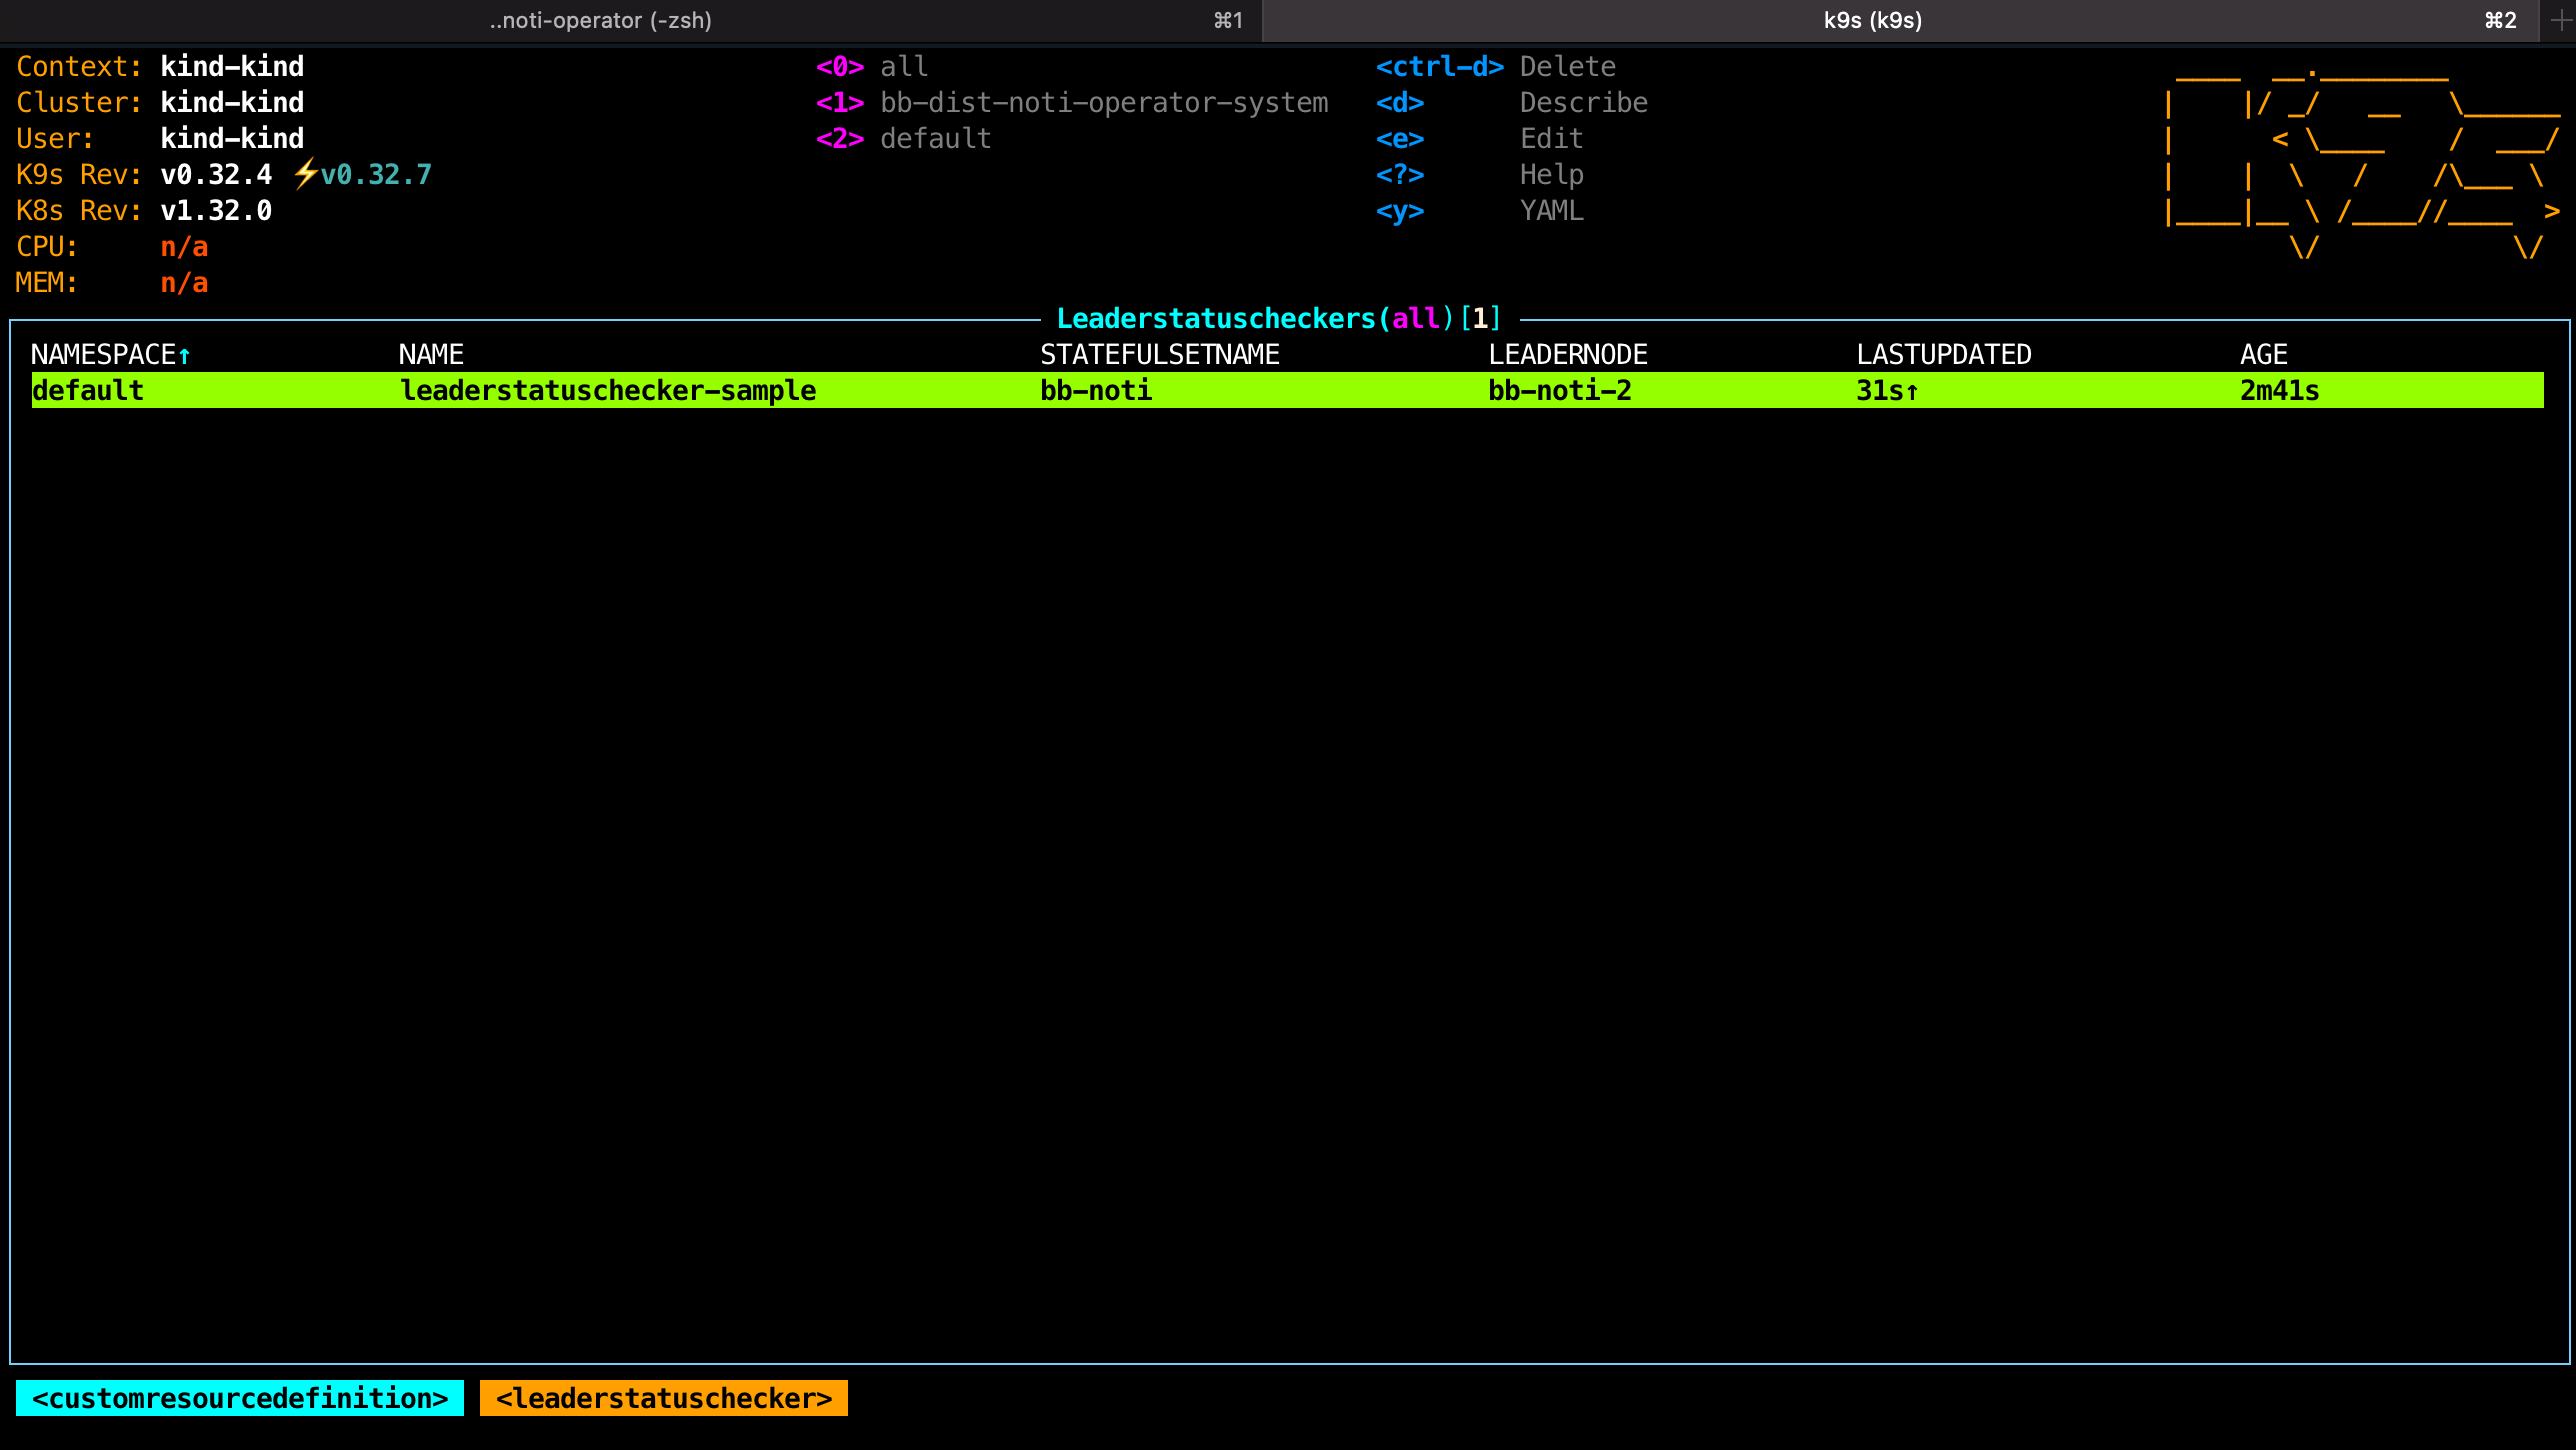 ..noti-operator (-zsh) ⌘1 k9s (k9s) ⌘2
Context: kind-kind <0> all <ctrl-d> Delete
Cluster: kind-kind <1> bb-dist-noti-operator-system <d> Describe
User: kind-kind <2> default <e> Edit
K9s Rev: v0.32.4 ⚡v0.32.7 <?> Help
K8s Rev: v1.32.0 <y> YAML
CPU: n/a
MEM: n/a
Leaderstatuscheckers(all)[1]
NAMESPACE↑ NAME STATEFULSETNAME LEADERNODE LASTUPDATED AGE
default leaderstatuschecker-sample bb-noti bb-noti-2 31s↑ 2m41s
<customresourcedefinition> <leaderstatuschecker>